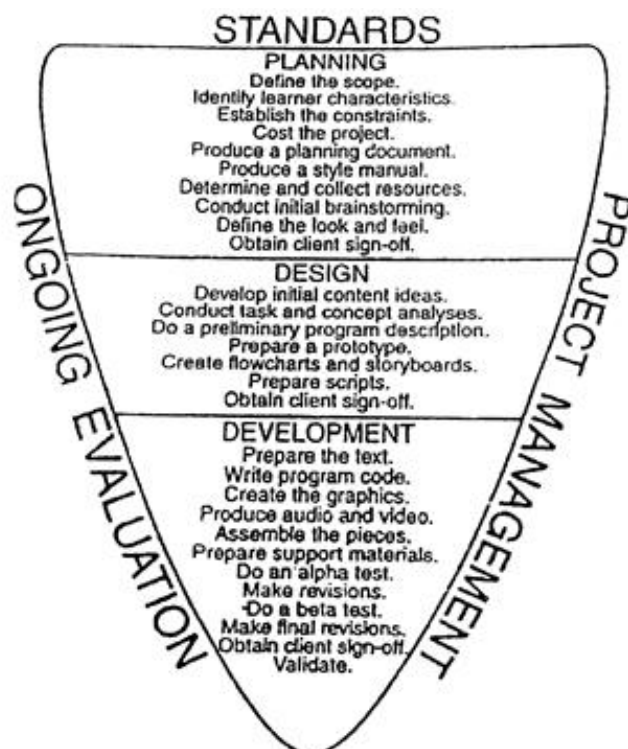 STANDARDS
PLANNING
Define the scope.
Identify learner characteristics.
Establish the constraints.
Cost the project.
Produce a planning document.
Produce a style manual.
Determine and collect resources.
Conduct initial brainstorming.
Define the look and feel.
Obtain client sign-off.
DESIGN
Develop initial content ideas.
Conduct task and concept analyses.
Do a preliminary program description.
Prepare a prototype.
Create flowcharts and storyboards.
Prepare scripts.
Obtain client sign-off.
DEVELOPMENT
Prepare the text.
Write program code.
Create the graphics.
Produce audio and video.
Assemble the pieces.
Prepare support materials.
Do an alpha test.
Make revisions.
Do a beta test.
Make final revisions.
Obtain client sign-off.
Validate.
ONGOING EVALUATION
PROJECT MANAGEMENT